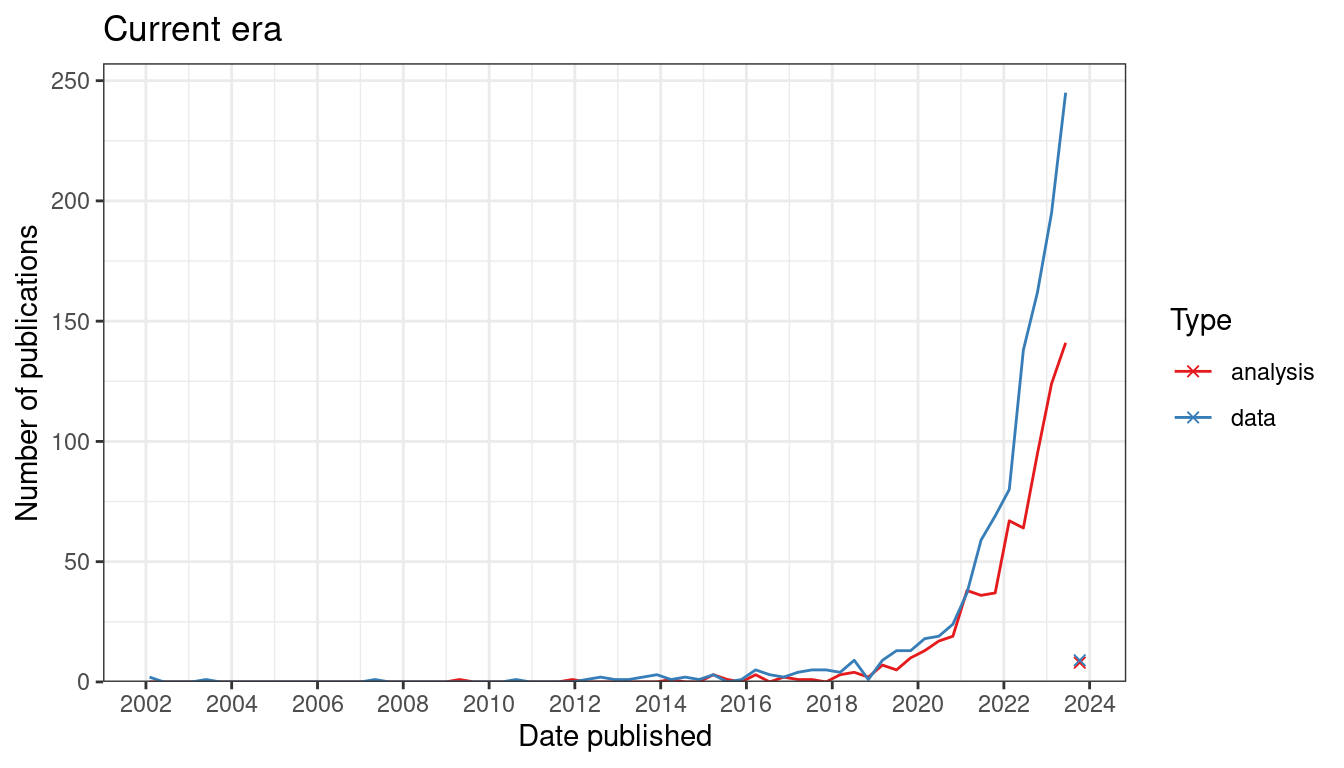 Current era
250
200
150
100
50
0
Number of publications
2002 2004 2006 2008 2010 2012 2014 2016 2018 2020 2022 2024
Date published
Type
analysis
data